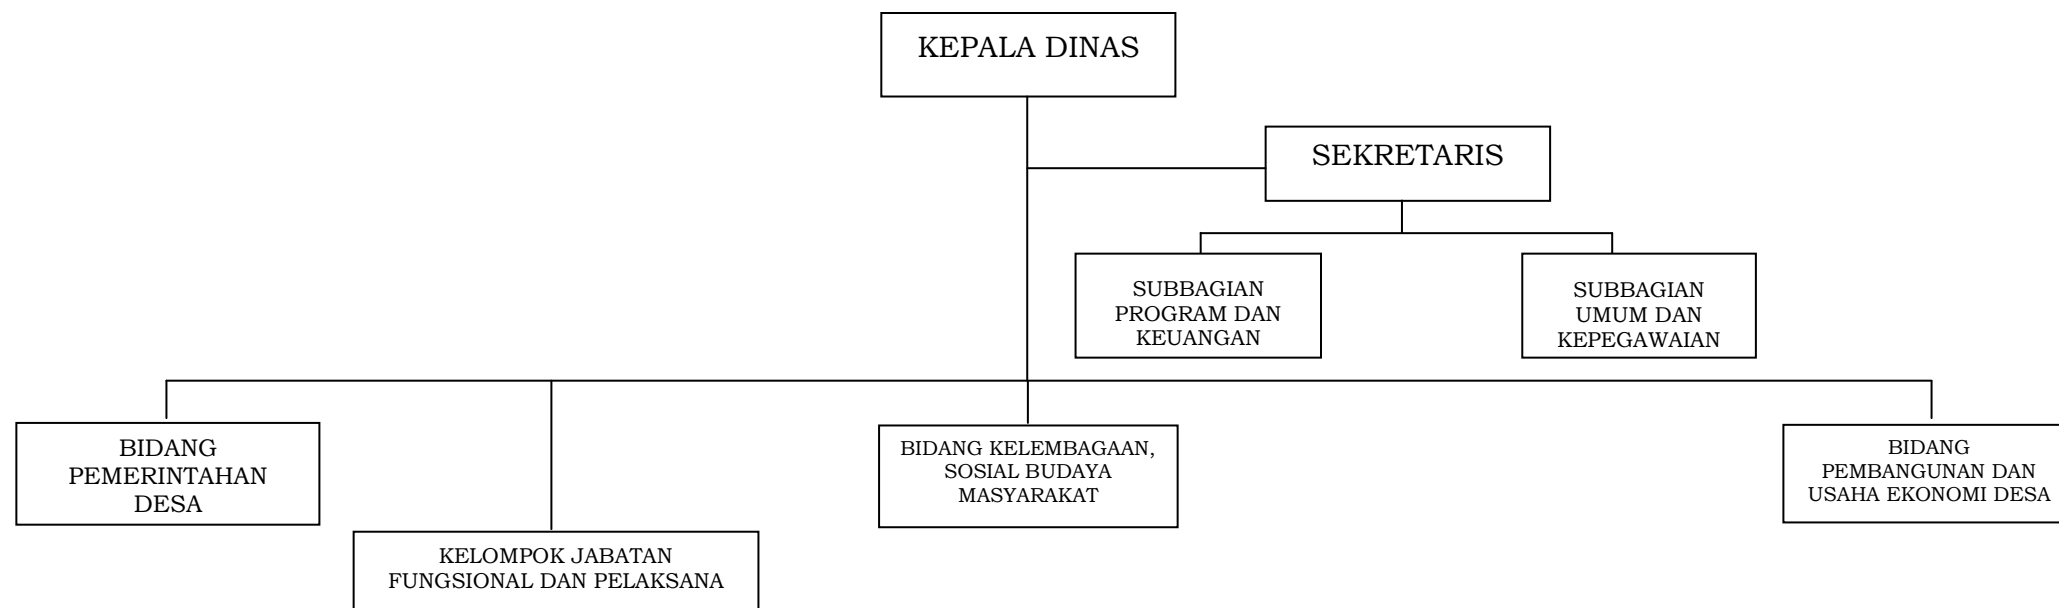 KEPALA DINAS
SEKRETARIS
SUBBAGIAN
PROGRAM DAN
KEUANGAN
SUBBAGIAN
UMUM DAN
KEPEGAWAIAN
BIDANG
PEMERINTAHAN
DESA
BIDANG KELEMBAGAAN,
SOSIAL BUDAYA
MASYARAKAT
BIDANG
PEMBANGUNAN DAN
USAHA EKONOMI DESA
KELOMPOK JABATAN
FUNGSIONAL DAN PELAKSANA